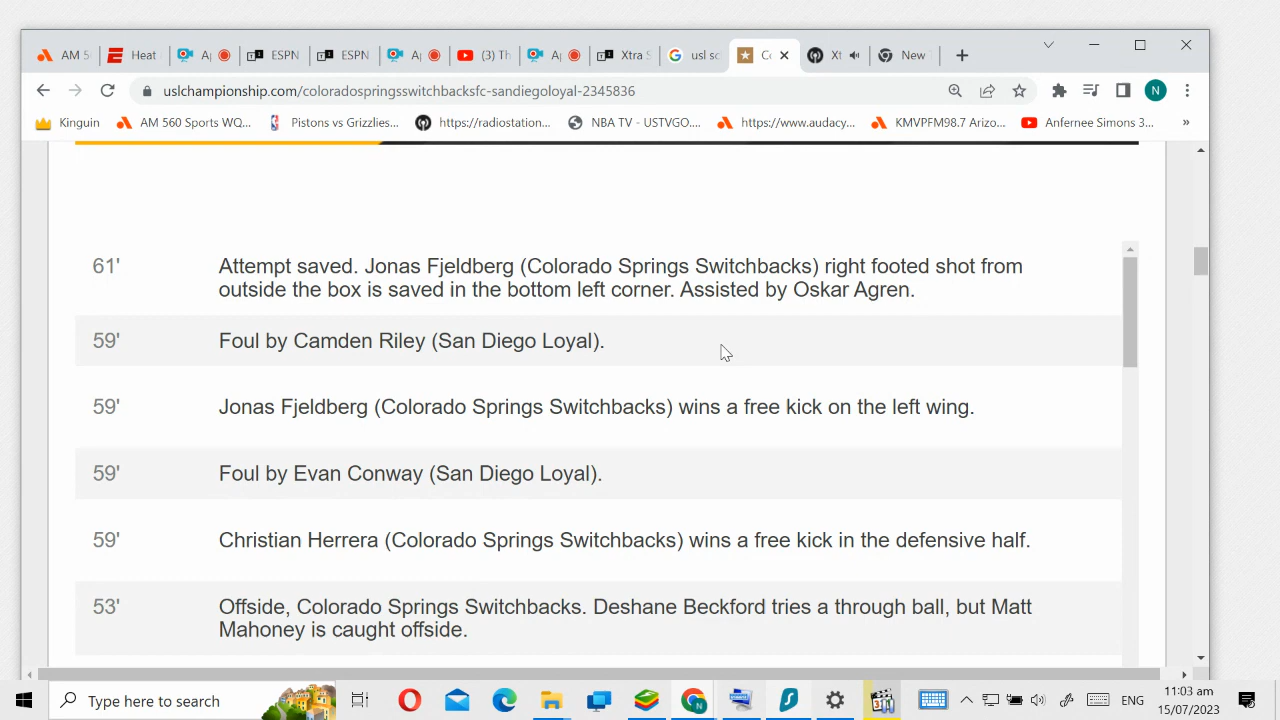 AM 5
Heat
Ap
ESPN
ESPN
Ap
(3) Th
Ap
Xtra S
usl sc
Co
Xt
New
uslchampionship.com/coloradospringsswitchbacksfc-sandiegoloyal-2345836
N
Kinguin
AM 560 Sports WQ...
Pistons vs Grizzlies...
https://radiostation...
NBA TV - USTVGO....
https://www.audacy...
KMVPFM98.7 Arizo...
Anfernee Simons 3...
»
61'
Attempt saved. Jonas Fjeldberg (Colorado Springs Switchbacks) right footed shot from
outside the box is saved in the bottom left corner. Assisted by Oskar Agren.
59'
Foul by Camden Riley (San Diego Loyal).
59'
Jonas Fjeldberg (Colorado Springs Switchbacks) wins a free kick on the left wing.
59'
Foul by Evan Conway (San Diego Loyal).
59'
Christian Herrera (Colorado Springs Switchbacks) wins a free kick in the defensive half.
53'
Offside, Colorado Springs Switchbacks. Deshane Beckford tries a through ball, but Matt
Mahoney is caught offside.
Type here to search
ENG
11:03 am
15/07/2023